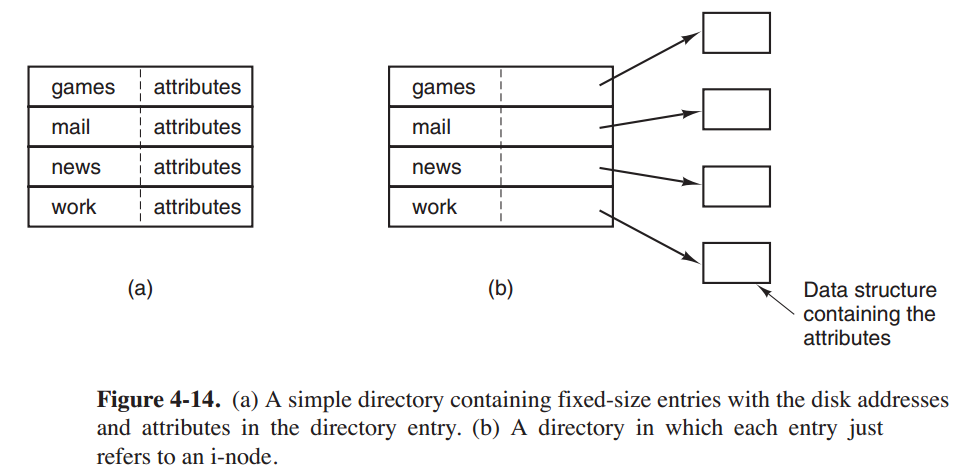 games attributes
mail attributes
news attributes
work attributes
(a)
games
mail
news
work
(b)
Data structure
containing the
attributes
Figure 4-14. (a) A simple directory containing fixed-size entries with the disk addresses
and attributes in the directory entry. (b) A directory in which each entry just
refers to an i-node.